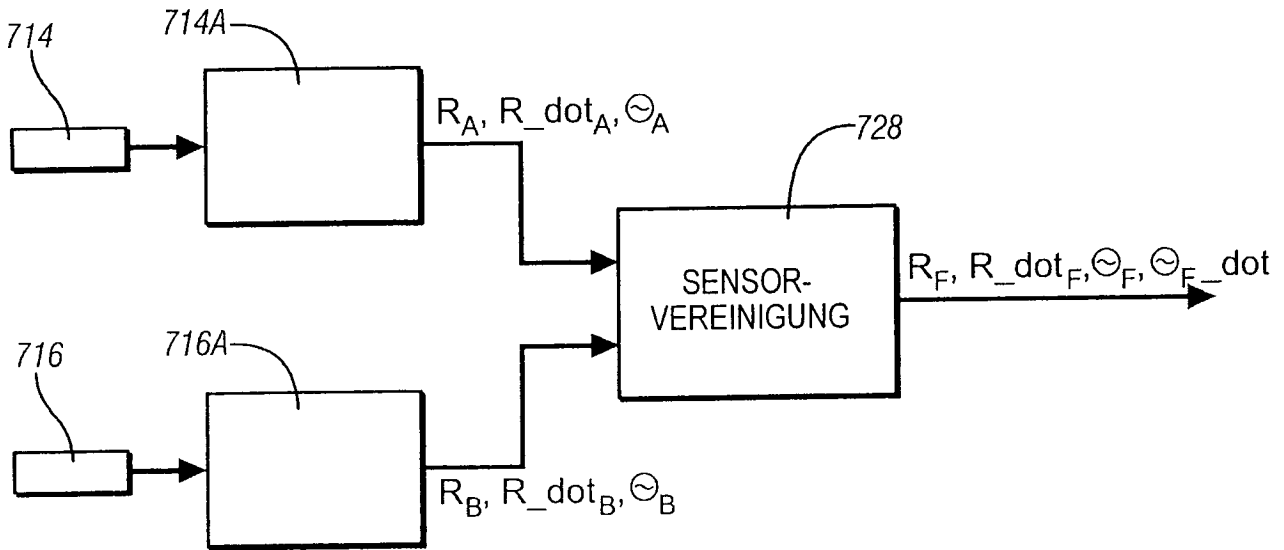 714
714A
R_A, R_dot_A, Θ_A
728
SENSOR-
VEREINIGUNG
R_F, R_dot_F, Θ_F, Θ_F_dot
716
716A
R_B, R_dot_B, Θ_B